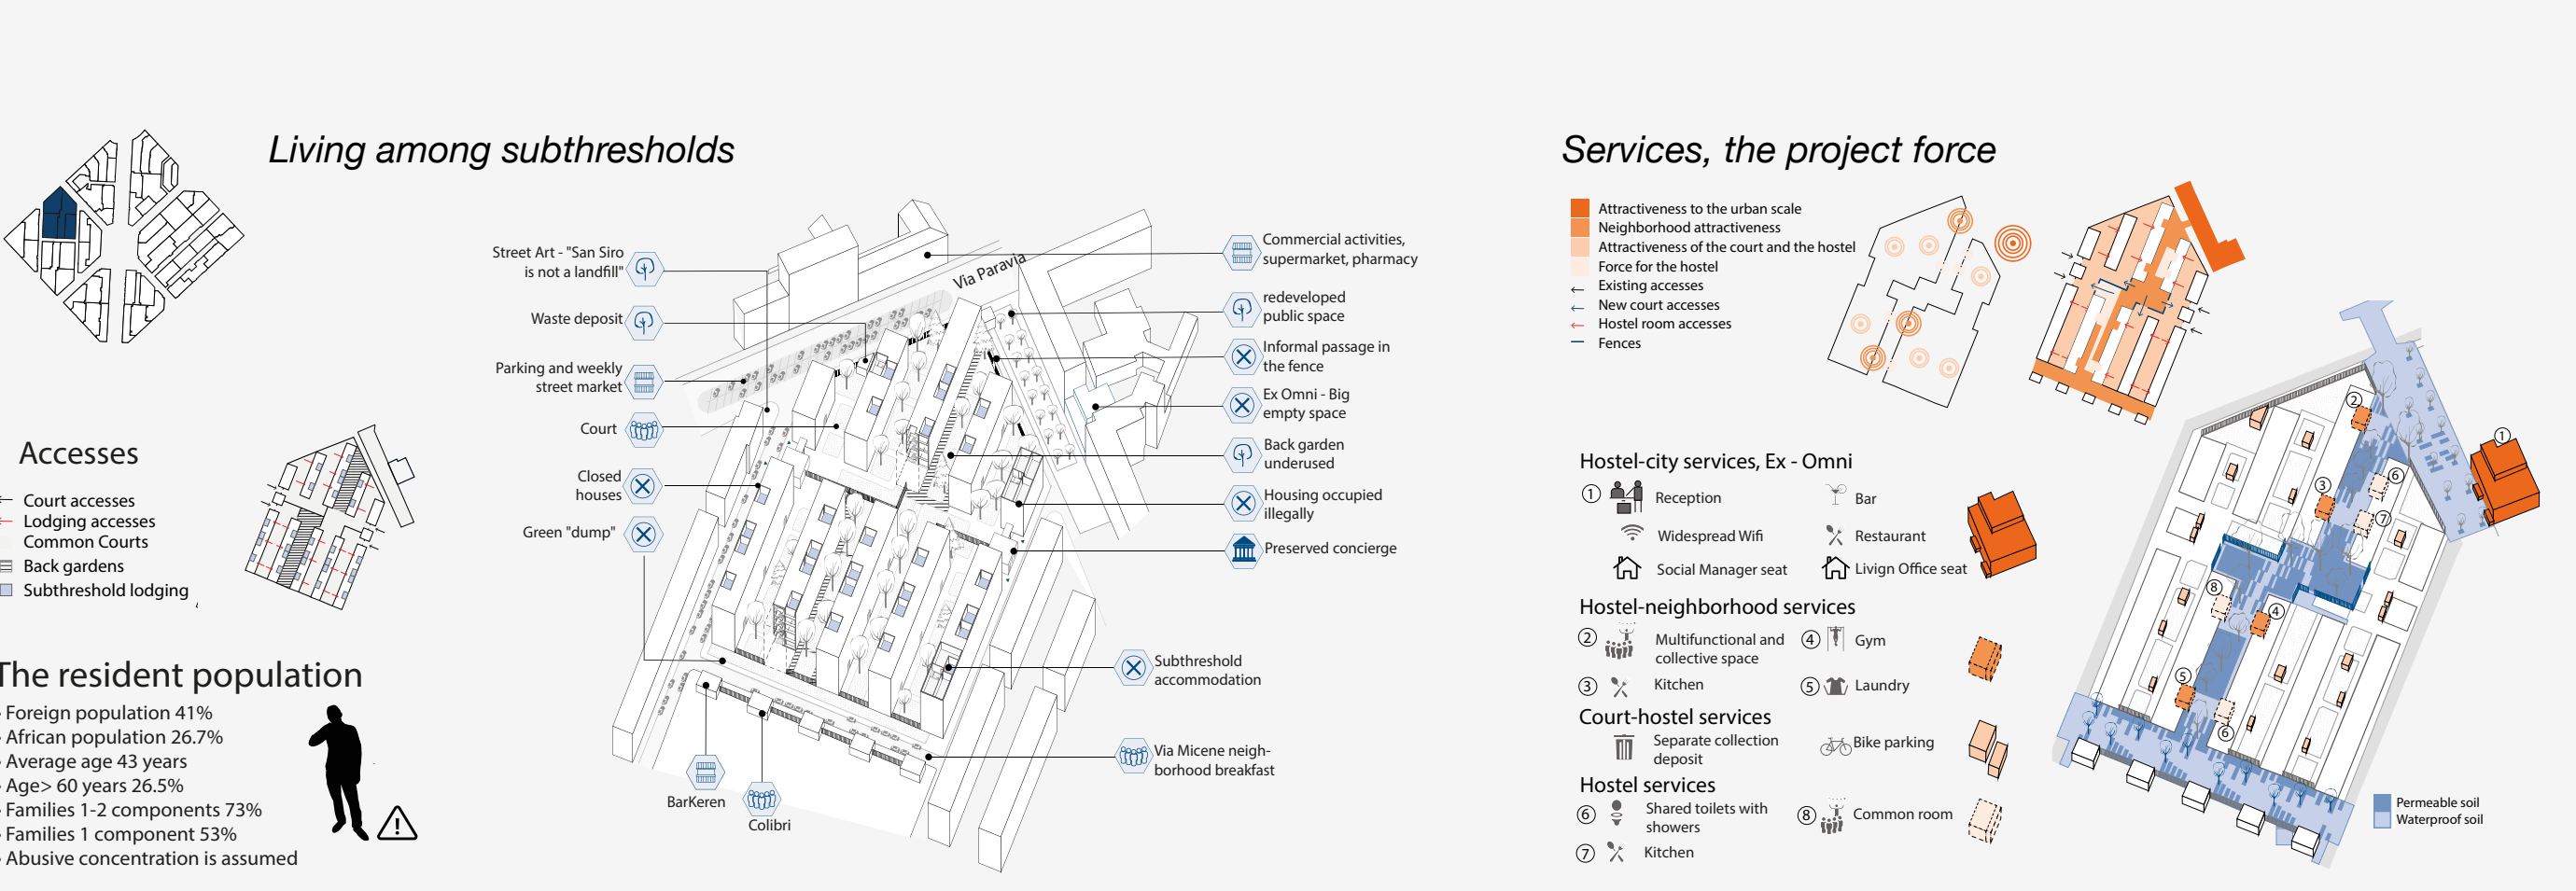 Living among subthresholds
Accesses
Court accesses
Lodging accesses
Common Courts
Back gardens
Subthreshold lodging
The resident population
Foreign population 41%
African population 26.7%
Average age 43 years
Age> 60 years 26.5%
Families 1-2 components 73%
Families 1 component 53%
Abusive concentration is assumed
Street Art - "San Siro
is not a landfill"
Waste deposit
Parking and weekly
street market
Court
Closed
houses
Green "dump"
BarKeren
Colibri
Via Paravia
Commercial activities,
supermarket, pharmacy
redeveloped
public space
Informal passage in
the fence
Ex Omni - Big
empty space
Back garden
underused
Housing occupied
illegally
Preserved concierge
Subthreshold
accommodation
Via Micene neigh-
borhood breakfast
Services, the project force
Attractiveness to the urban scale
Neighborhood attractiveness
Attractiveness of the court and the hostel
Force for the hostel
Existing accesses
New court accesses
Hostel room accesses
Fences
Hostel-city services, Ex - Omni
1 Reception
Bar
Widespread Wifi
Restaurant
Social Manager seat
Livign Office seat
Hostel-neighborhood services
2 Multifunctional and
collective space
4 Gym
3 Kitchen
5 Laundry
Court-hostel services
Separate collection
deposit
Bike parking
Hostel services
6 Shared toilets with
showers
8 Common room
7 Kitchen
2
1
6
3
7
8
4
5
6
Permeable soil
Waterproof soil